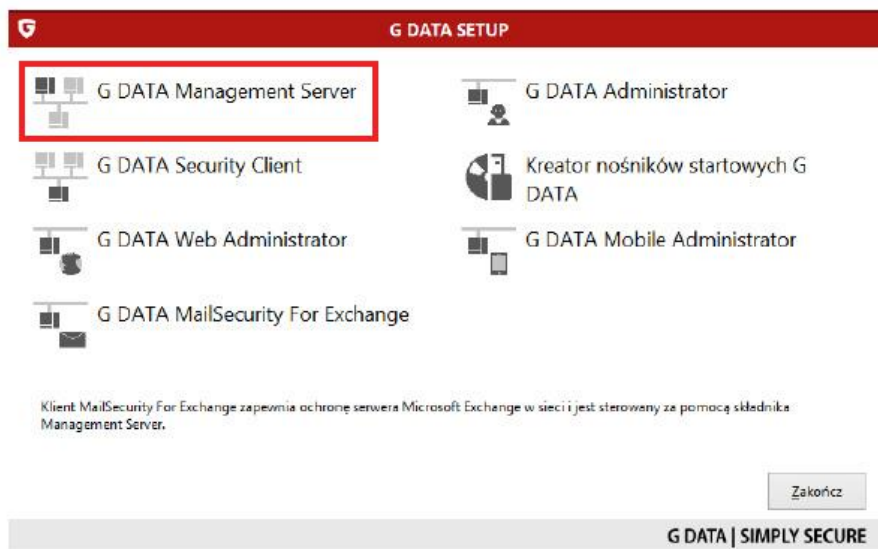 G DATA SETUP
G DATA Management Server
G DATA Administrator
G DATA Security Client
Kreator nośników startowych G
DATA
G DATA Web Administrator
G DATA Mobile Administrator
G DATA MailSecurity For Exchange
Klient MailSecurity For Exchange zapewnia ochronę serwera Microsoft Exchange w sieci i jest sterowany za pomocą składnika
Management Server.
Zakończ
G DATA | SIMPLY SECURE